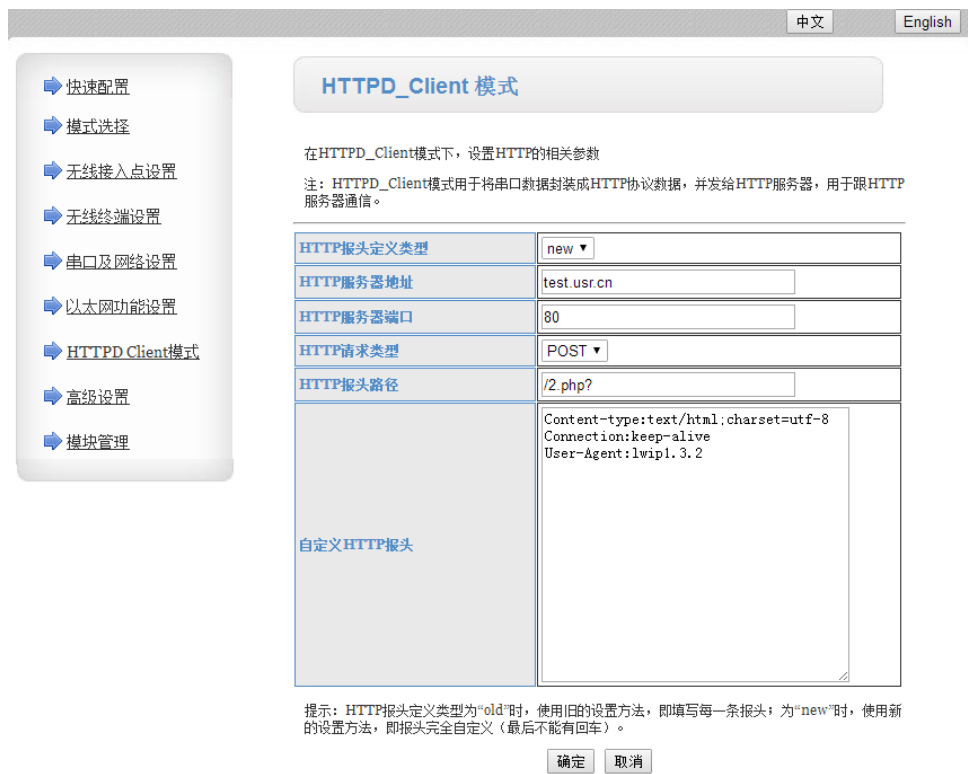 中文
English
快速配置
模式选择
无线接入点设置
无线终端设置
串口及网络设置
以太网功能设置
HTTPD Client模式
高级设置
模块管理
HTTPD_Client 模式
在HTTPD_Client模式下，设置HTTP的相关参数
注：HTTPD_Client模式用于将串口数据封装成HTTP协议数据，并发给HTTP服务器，用于跟HTTP
服务器通信。
HTTP报头定义类型
new
HTTP服务器地址
test.usr.cn
HTTP服务器端口
80
HTTP请求类型
POST
HTTP报头路径
/2.php?
自定义HTTP报头
Content-type:text/html;charset=utf-8
Connection:keep-alive
User-Agent:lwip1.3.2
提示：HTTP报头定义类型为“old”时，使用旧的设置方法，即填写每一条报头；为“new”时，使用新
的设置方法，即报头完全自定义（最后不能有回车）。
确定
取消